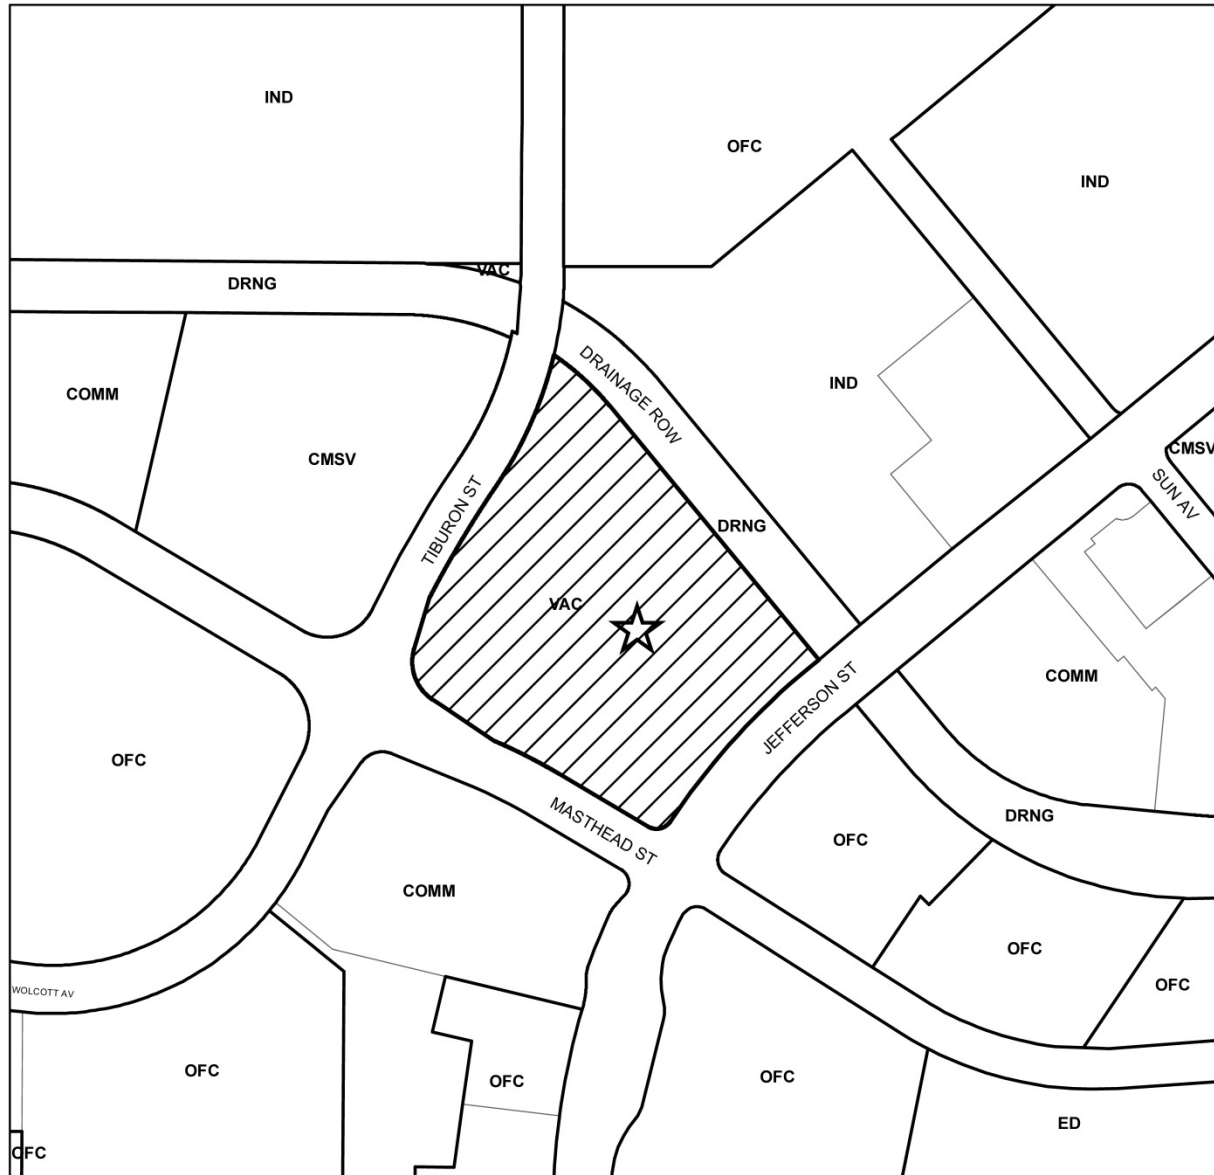 IND
OFC
IND
VAC
DRNG
DRAINAGE ROW
IND
COMM
CMSV
CMSV
SUN AV
TIBURON ST
DRNG
VAC
COMM
JEFFERSON ST
OFC
MASTHEAD ST
DRNG
OFC
COMM
OFC
OFC
WOLCOTT AV
OFC
OFC
OFC
ED
OFC